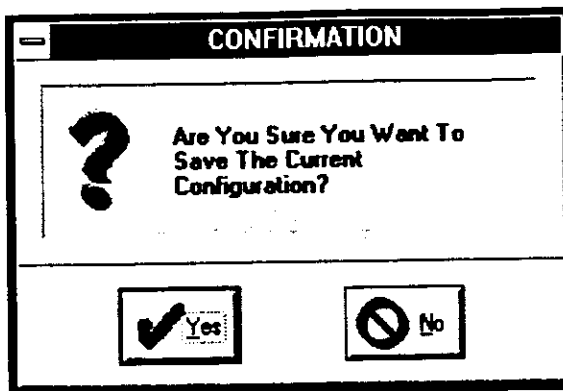 CONFIRMATION
Are You Sure You Want To
Save The Current
Configuration?
Yes
No